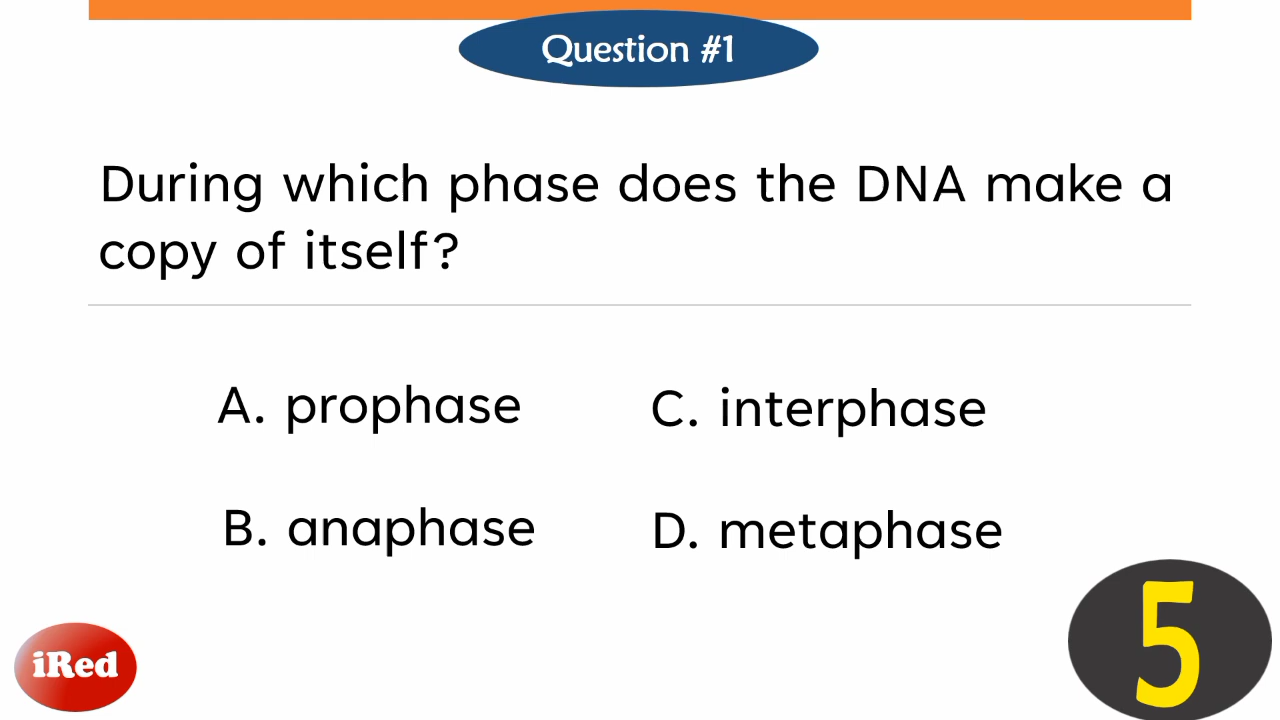 Question #1
During which phase does the DNA make a
copy of itself?
A. prophase
C. interphase
B. anaphase
D. metaphase
iRed
5